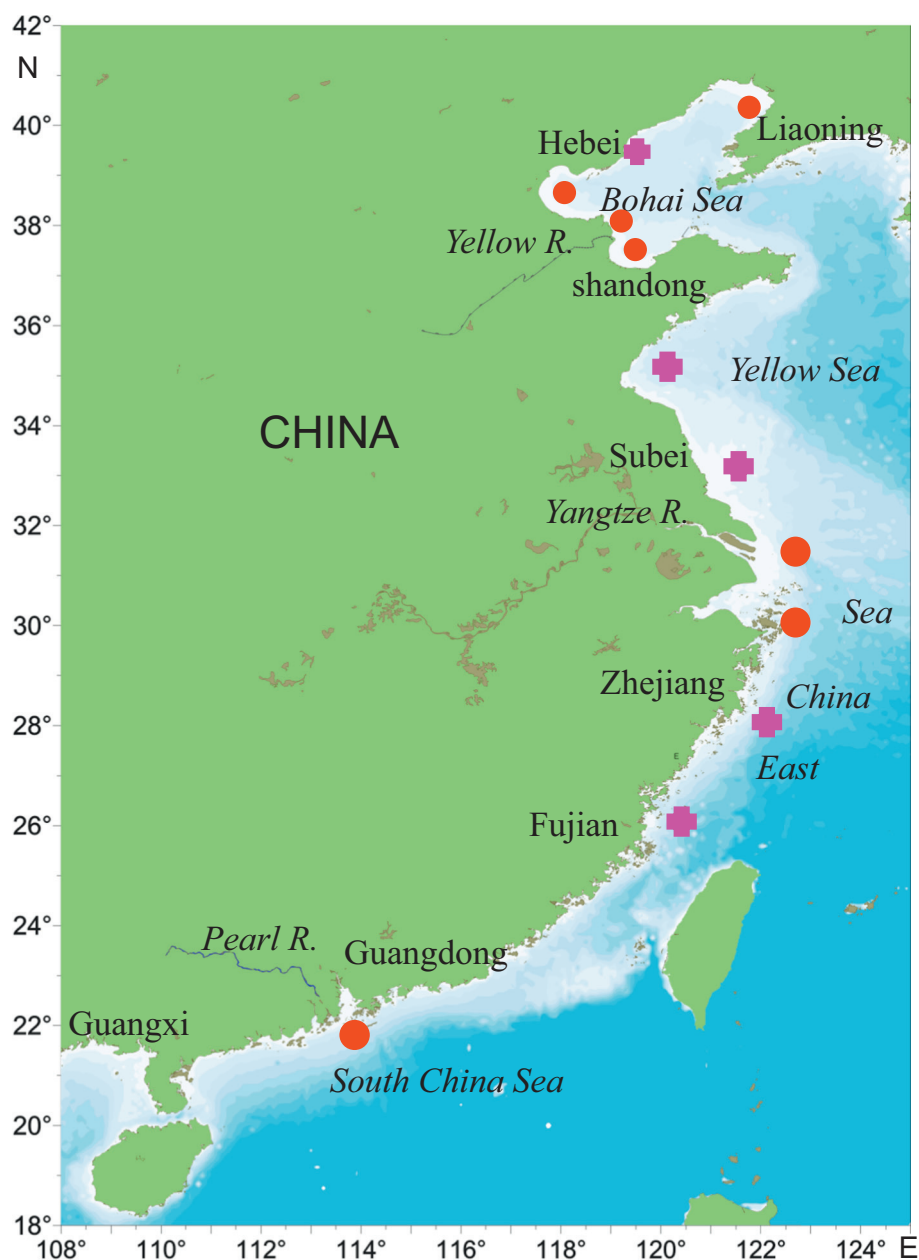 42°
N
40°
Liaoning
Hebei
Bohai Sea
38°
Yellow R.
shandong
36°
Yellow Sea
34°
CHINA
Subei
32°
Yangtze R.
30°
Sea
Zhejiang
China
28°
E
East
26°
Fujian
24°
Pearl R.
Guangdong
22°
Guangxi
South China Sea
20°
18°
108 110 112 114 116 118 120 122 124 E